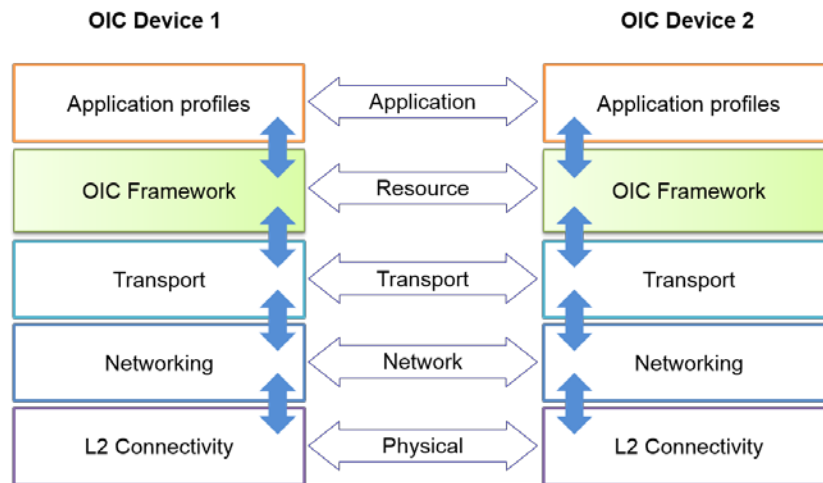 OIC Device 1
OIC Device 2
Application profiles
Application
Application profiles
OIC Framework
Resource
OIC Framework
Transport
Transport
Transport
Networking
Network
Networking
L2 Connectivity
Physical
L2 Connectivity